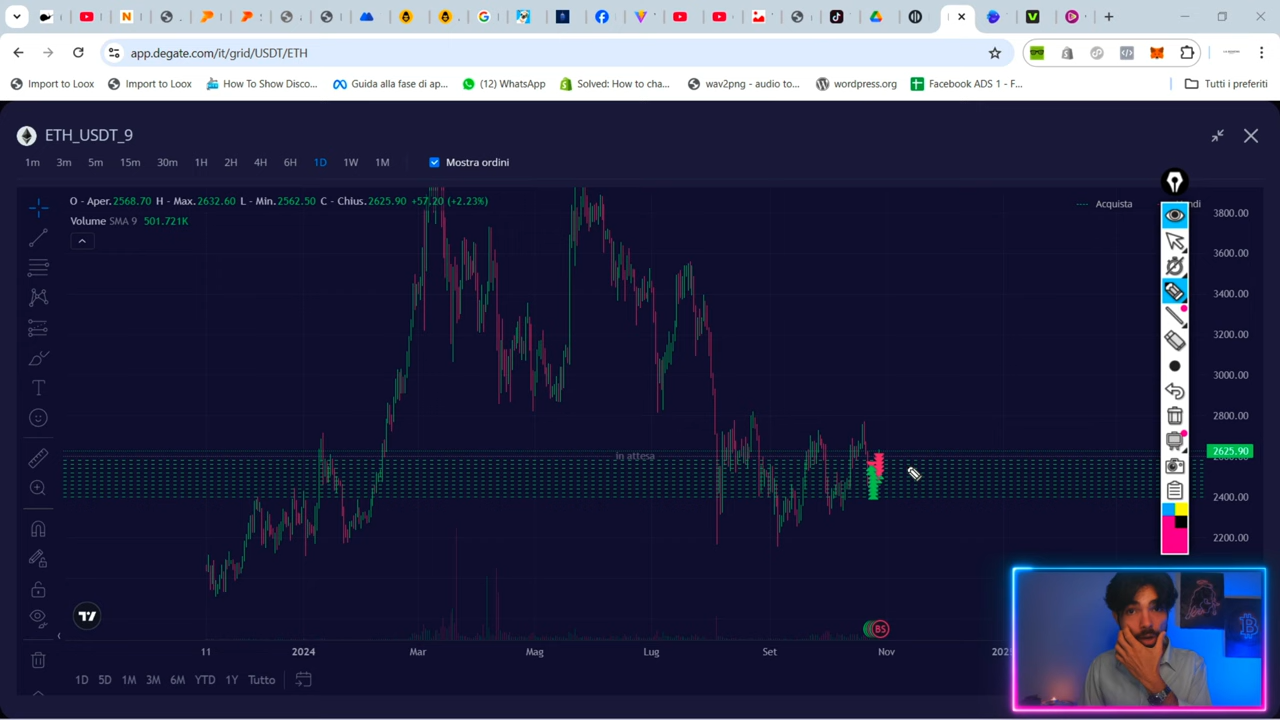 app.degate.com/it/grid/USDT/ETH
Import to Loox
Import to Loox
How To Show Disco...
Guida alla fase di ap...
(12) WhatsApp
Solved: How to cha...
wav2png - audio to...
wordpress.org
Facebook ADS 1 - F...
Tutti i preferiti
ETH_USDT_9
1m 3m 5m 15m 30m 1H 2H 4H 6H 1D 1W 1M Mostra ordini
O - Aper.2568.70 H - Max.2632.60 L - Min.2562.50 C - Chius.2625.90 +57.20 (+2.23%)
Acquista
Volume SMA 9 501.721K
3800.00
3600.00
3400.00
3200.00
3000.00
2800.00
in attesa
2625.90
2400.00
2200.00
BS
11 2024 Mar Mag Lug Set Nov
1D 5D 1M 3M 6M YTD 1Y Tutto